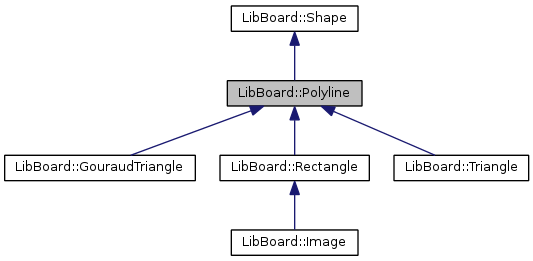 LibBoard::Shape
LibBoard::Polyline
LibBoard::GouraudTriangle
LibBoard::Rectangle
LibBoard::Triangle
LibBoard::Image